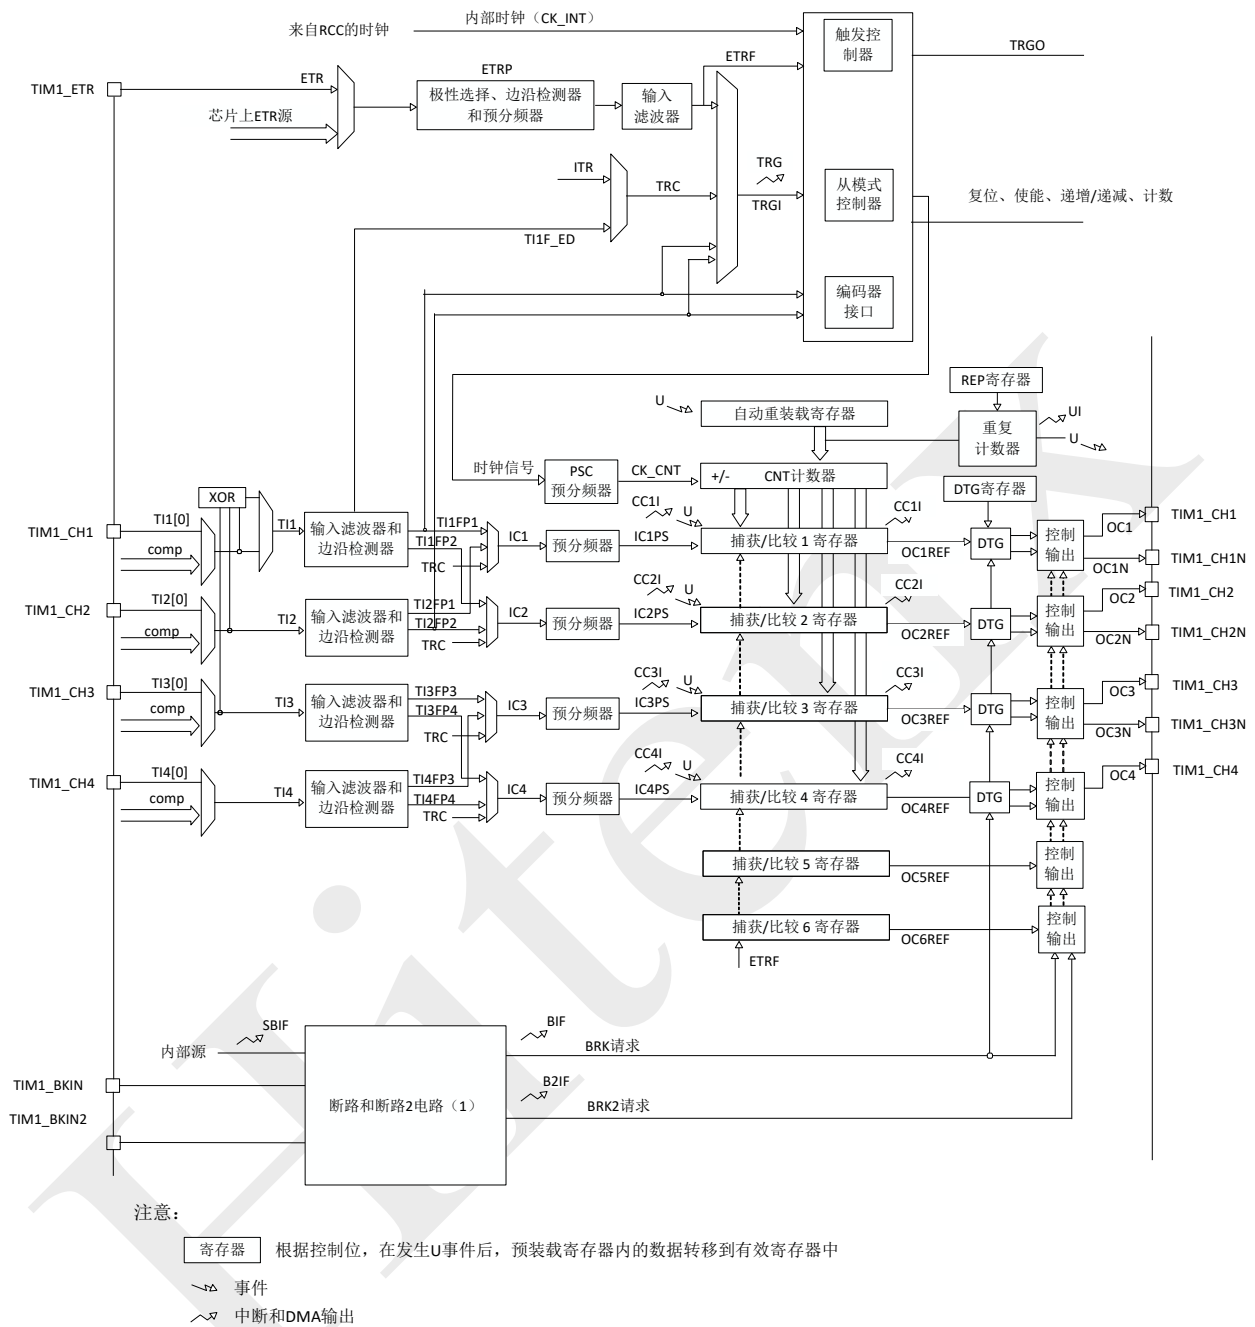 内部时钟（CK_INT）
来自RCC的时钟
触发控
制器
TRGO
ETRF
ETR
ETRP
TIM1_ETR
极性选择、边沿检测器
和预分频器
输入
滤波器
芯片上ETR源
ITR
TRC
TRG
TRGI
从模式
控制器
复位、使能、递增/递减、计数
TI1F_ED
编码器
接口
REP寄存器
U
自动重装载寄存器
重复
计数器
UI
U
时钟信号
PSC
预分频器
CK_CNT
+/-
CNT计数器
DTG寄存器
XOR
TIM1_CH1
TI1[0]
comp
TI1
输入滤波器和
边沿检测器
TI1FP1
TI1FP2
TRC
IC1
预分频器
IC1PS
CC1I
U
捕获/比较 1 寄存器
CC1I
OC1REF
DTG
控制
输出
OC1
OC1N
TIM1_CH1
TIM1_CH1N
TIM1_CH2
TI2[0]
comp
TI2
输入滤波器和
边沿检测器
TI2FP1
TI2FP2
TRC
IC2
预分频器
IC2PS
CC2I
U
捕获/比较 2 寄存器
CC2I
OC2REF
DTG
控制
输出
OC2
OC2N
TIM1_CH2
TIM1_CH2N
TIM1_CH3
TI3[0]
comp
TI3
输入滤波器和
边沿检测器
TI3FP3
TI3FP4
TRC
IC3
预分频器
IC3PS
CC3I
U
捕获/比较 3 寄存器
CC3I
OC3REF
DTG
控制
输出
OC3
OC3N
TIM1_CH3
TIM1_CH3N
TIM1_CH4
TI4[0]
comp
TI4
输入滤波器和
边沿检测器
TI4FP3
TI4FP4
TRC
IC4
预分频器
IC4PS
CC4I
U
捕获/比较 4 寄存器
CC4I
OC4REF
DTG
控制
输出
OC4
TIM1_CH4
捕获/比较 5 寄存器
OC5REF
控制
输出
捕获/比较 6 寄存器
OC6REF
控制
输出
ETRF
SBIF
内部源
BIF
BRK请求
TIM1_BKIN
断路和断路2电路（1）
B2IF
BRK2请求
TIM1_BKIN2
注意：
寄存器 根据控制位，在发生U事件后，预装载寄存器内的数据转移到有效寄存器中
事件
中断和DMA输出
Hitenx